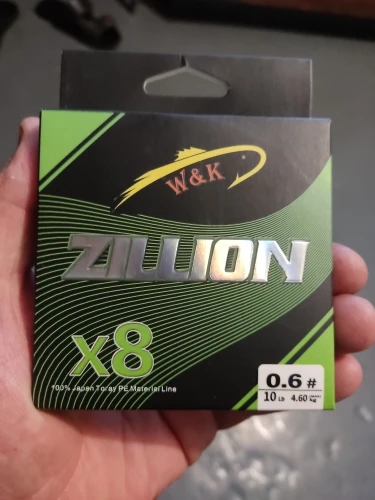 W&K
ZILLION
X8
100% Japan Toray PE Material Line
0.6 #
10 LB 4.60 kg